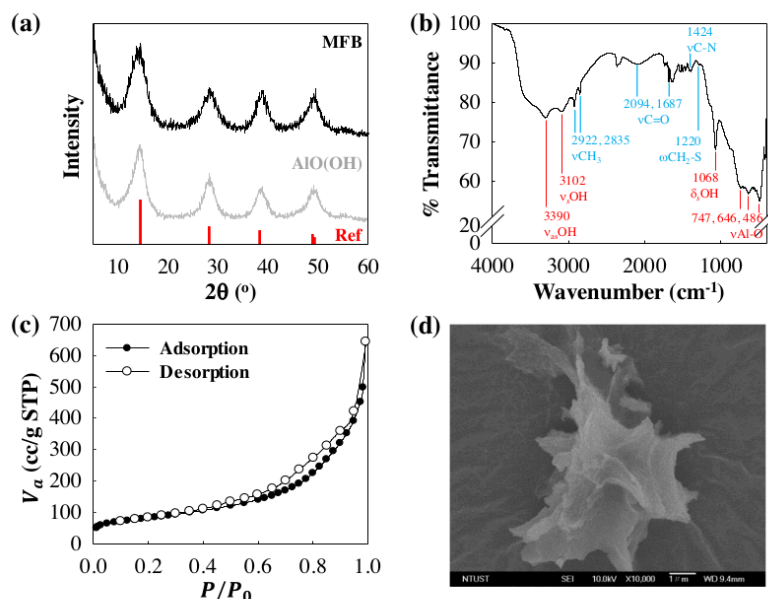 (a)
MFB
AlO(OH)
Ref
Intensity
10 20 30 40 50 60
2θ (º)
(b)
100
90
80
70
60
20
0
% Transmittance
1424
νC-N
2094, 1687
νC=O
2922, 2835
νCH3
1220
ωCH2-S
3102
νsOH
1068
δsOH
3390
νasOH
747, 646, 486
νAl-O
4000 3000 2000 1000
Wavenumber (cm-1)
(c)
700
600
500
400
300
200
100
0
Adsorption
Desorption
Va (cc/g STP)
0.0 0.2 0.4 0.6 0.8 1.0
P/P0
(d)
NTUST SEI 10.0kV X10,000 1μm WD 9.4mm